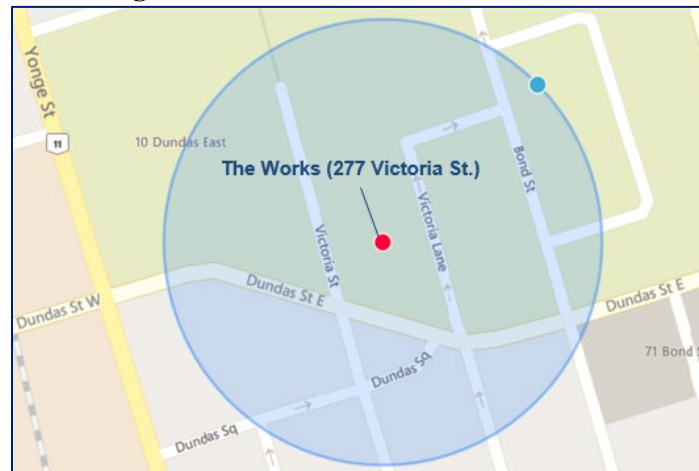 Yonge St
11
10 Dundas East
The Works (277 Victoria St.)
Bond St
Victoria Lane
Victoria St
Dundas St W
Dundas St E
Dundas St E
Dundas Sq
Dundas Sq
71 Bond S